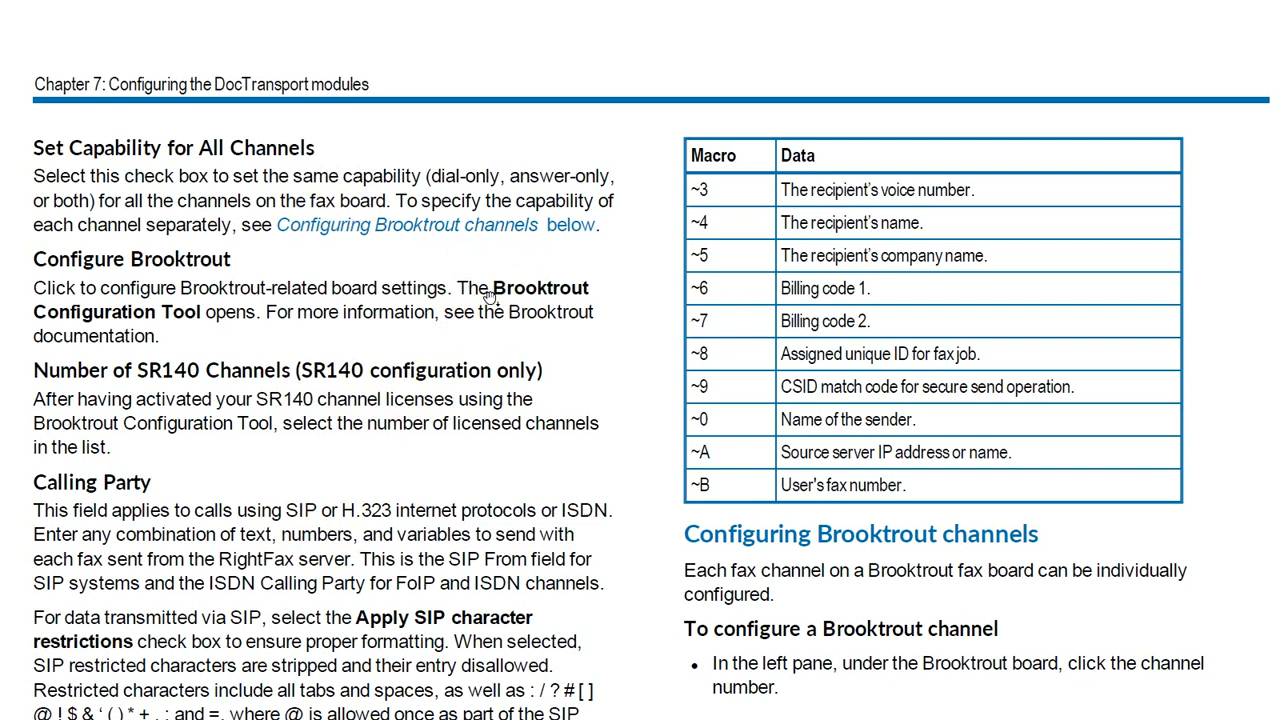 Chapter 7: Configuring the DocTransport modules
Set Capability for All Channels
Select this check box to set the same capability (dial-only, answer-only,
or both) for all the channels on the fax board. To specify the capability of
each channel separately, see Configuring Brooktrout channels below.
Configure Brooktrout
Click to configure Brooktrout-related board settings. The Brooktrout
Configuration Tool opens. For more information, see the Brooktrout
documentation.
Number of SR140 Channels (SR140 configuration only)
After having activated your SR140 channel licenses using the
Brooktrout Configuration Tool, select the number of licensed channels
in the list.
Calling Party
This field applies to calls using SIP or H.323 internet protocols or ISDN.
Enter any combination of text, numbers, and variables to send with
each fax sent from the RightFax server. This is the SIP From field for
SIP systems and the ISDN Calling Party for FoIP and ISDN channels.
For data transmitted via SIP, select the Apply SIP character
restrictions check box to ensure proper formatting. When selected,
SIP restricted characters are stripped and their entry disallowed.
Restricted characters include all tabs and spaces, as well as : / ? # [ ]
@ ! $ & ‘ ( ) * + , ; and =, where @ is allowed once as part of the SIP
Macro Data
~3 The recipient’s voice number.
~4 The recipient’s name.
~5 The recipient’s company name.
~6 Billing code 1.
~7 Billing code 2.
~8 Assigned unique ID for fax job.
~9 CSID match code for secure send operation.
~0 Name of the sender.
~A Source server IP address or name.
~B User's fax number.
Configuring Brooktrout channels
Each fax channel on a Brooktrout fax board can be individually
configured.
To configure a Brooktrout channel
• In the left pane, under the Brooktrout board, click the channel
number.